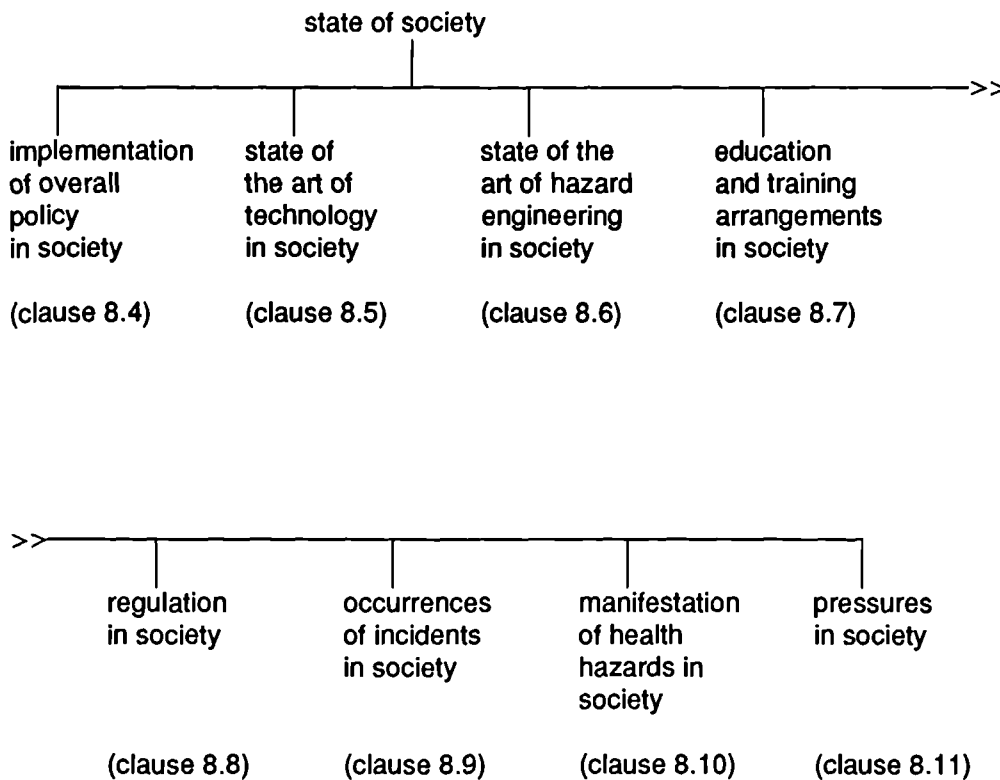 state of society
>>
implementation
of overall
policy
in society
(clause 8.4)
state of
the art of
technology
in society
(clause 8.5)
state of the
art of hazard
engineering
in society
(clause 8.6)
education
and training
arrangements
in society
(clause 8.7)
>>
regulation
in society
(clause 8.8)
occurrences
of incidents
in society
(clause 8.9)
manifestation
of health
hazards in
society
(clause 8.10)
pressures
in society
(clause 8.11)